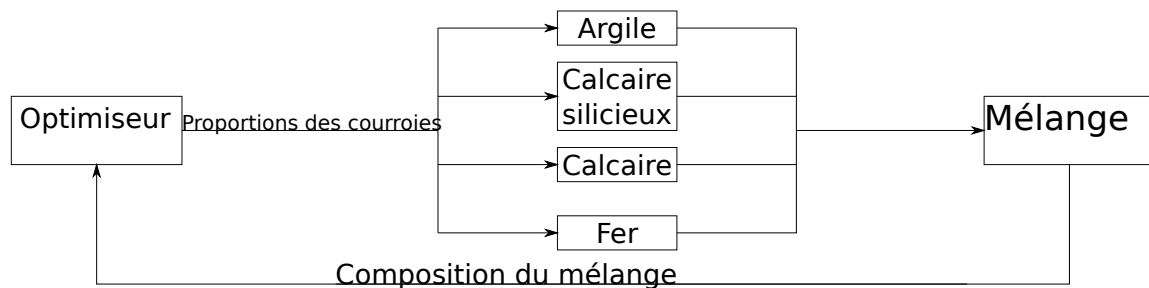 Optimiseur
Proportions des courroies
Argile
Calcaire
silicieux
Calcaire
Fer
Mélange
Composition du mélange